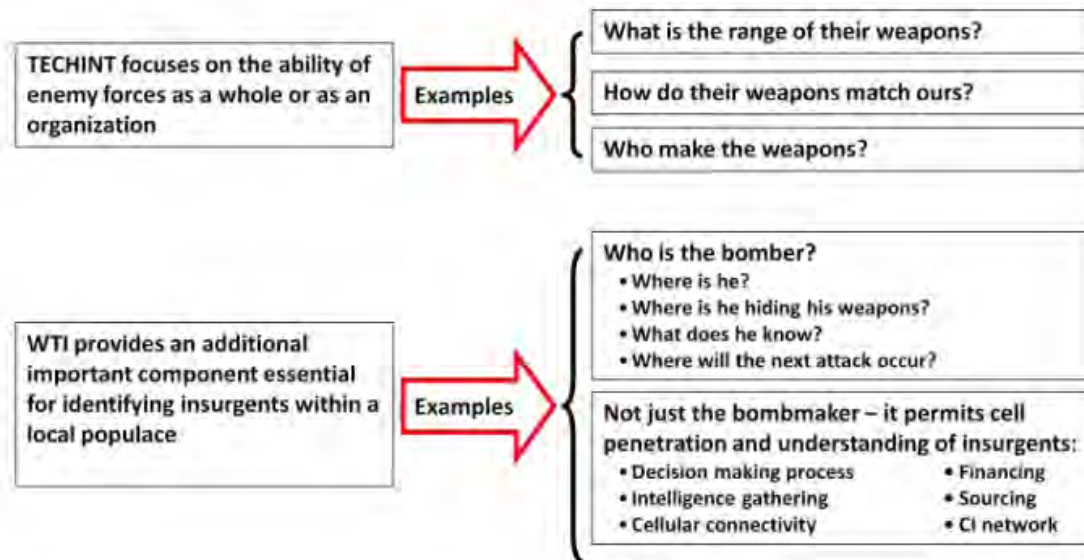 TECHINT focuses on the ability of
enemy forces as a whole or as an
organization
Examples
What is the range of their weapons?
How do their weapons match ours?
Who make the weapons?
WTI provides an additional
important component essential
for identifying insurgents within a
local populace
Examples
Who is the bomber?
• Where is he?
• Where is he hiding his weapons?
• What does he know?
• Where will the next attack occur?
Not just the bombmaker – it permits cell
penetration and understanding of insurgents:
• Decision making process
• Intelligence gathering
• Cellular connectivity
• Financing
• Sourcing
• CI network